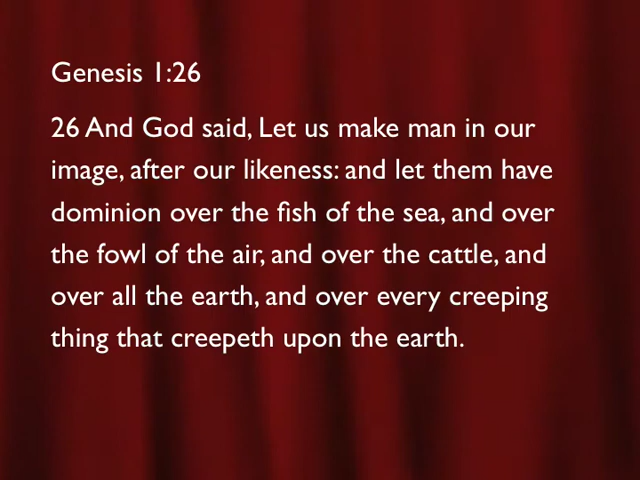 Genesis 1:26
26 And God said, Let us make man in our
image, after our likeness: and let them have
dominion over the fish of the sea, and over
the fowl of the air, and over the cattle, and
over all the earth, and over every creeping
thing that creepeth upon the earth.